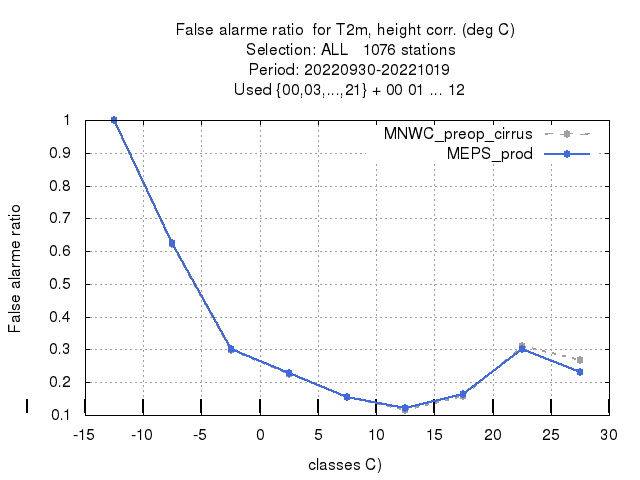 False alarme ratio  for T2m, height corr. (deg C)
Selection: ALL   1076 stations
Period: 20220930-20221019
Used {00,03,...,21} + 00 01 ... 12
MNWC_preop_cirrus
MEPS_prod
False alarme ratio
1
0.9
0.8
0.7
0.6
0.5
0.4
0.3
0.2
0.1
-15 -10 -5 0 5 10 15 20 25 30
classes C)